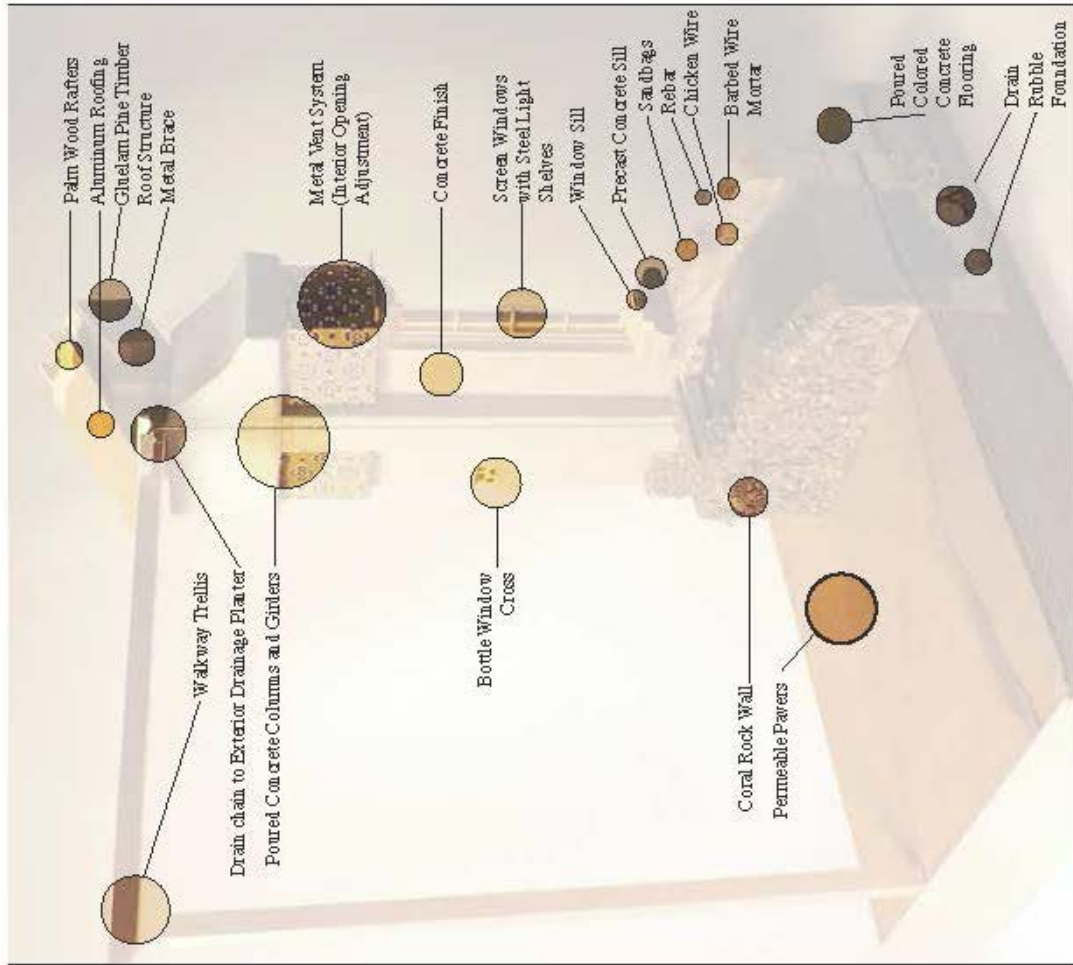 Palm Wood Rafters
Aluminum Roofing
Gluelam Pine Timber
Roof Structure
Metal Brace
Metal Vent System
(Interior Opening
Adjustment)
Concrete Finish
Screen Windows
with Steel Light
Shelves
Window Sill
Precast Concrete Sill
Sandbags
Rebar
Chicken Wire
Barbed Wire
Mortar
Poured
Colored
Concrete
Flooring
Drain
Rubble
Foundation
Walkway Trellis
Drain chain to Exterior Drainage Planter
Poured Concrete Columns and Girders
Bottle Window
Cross
Coral Rock Wall
Permeable Pavers